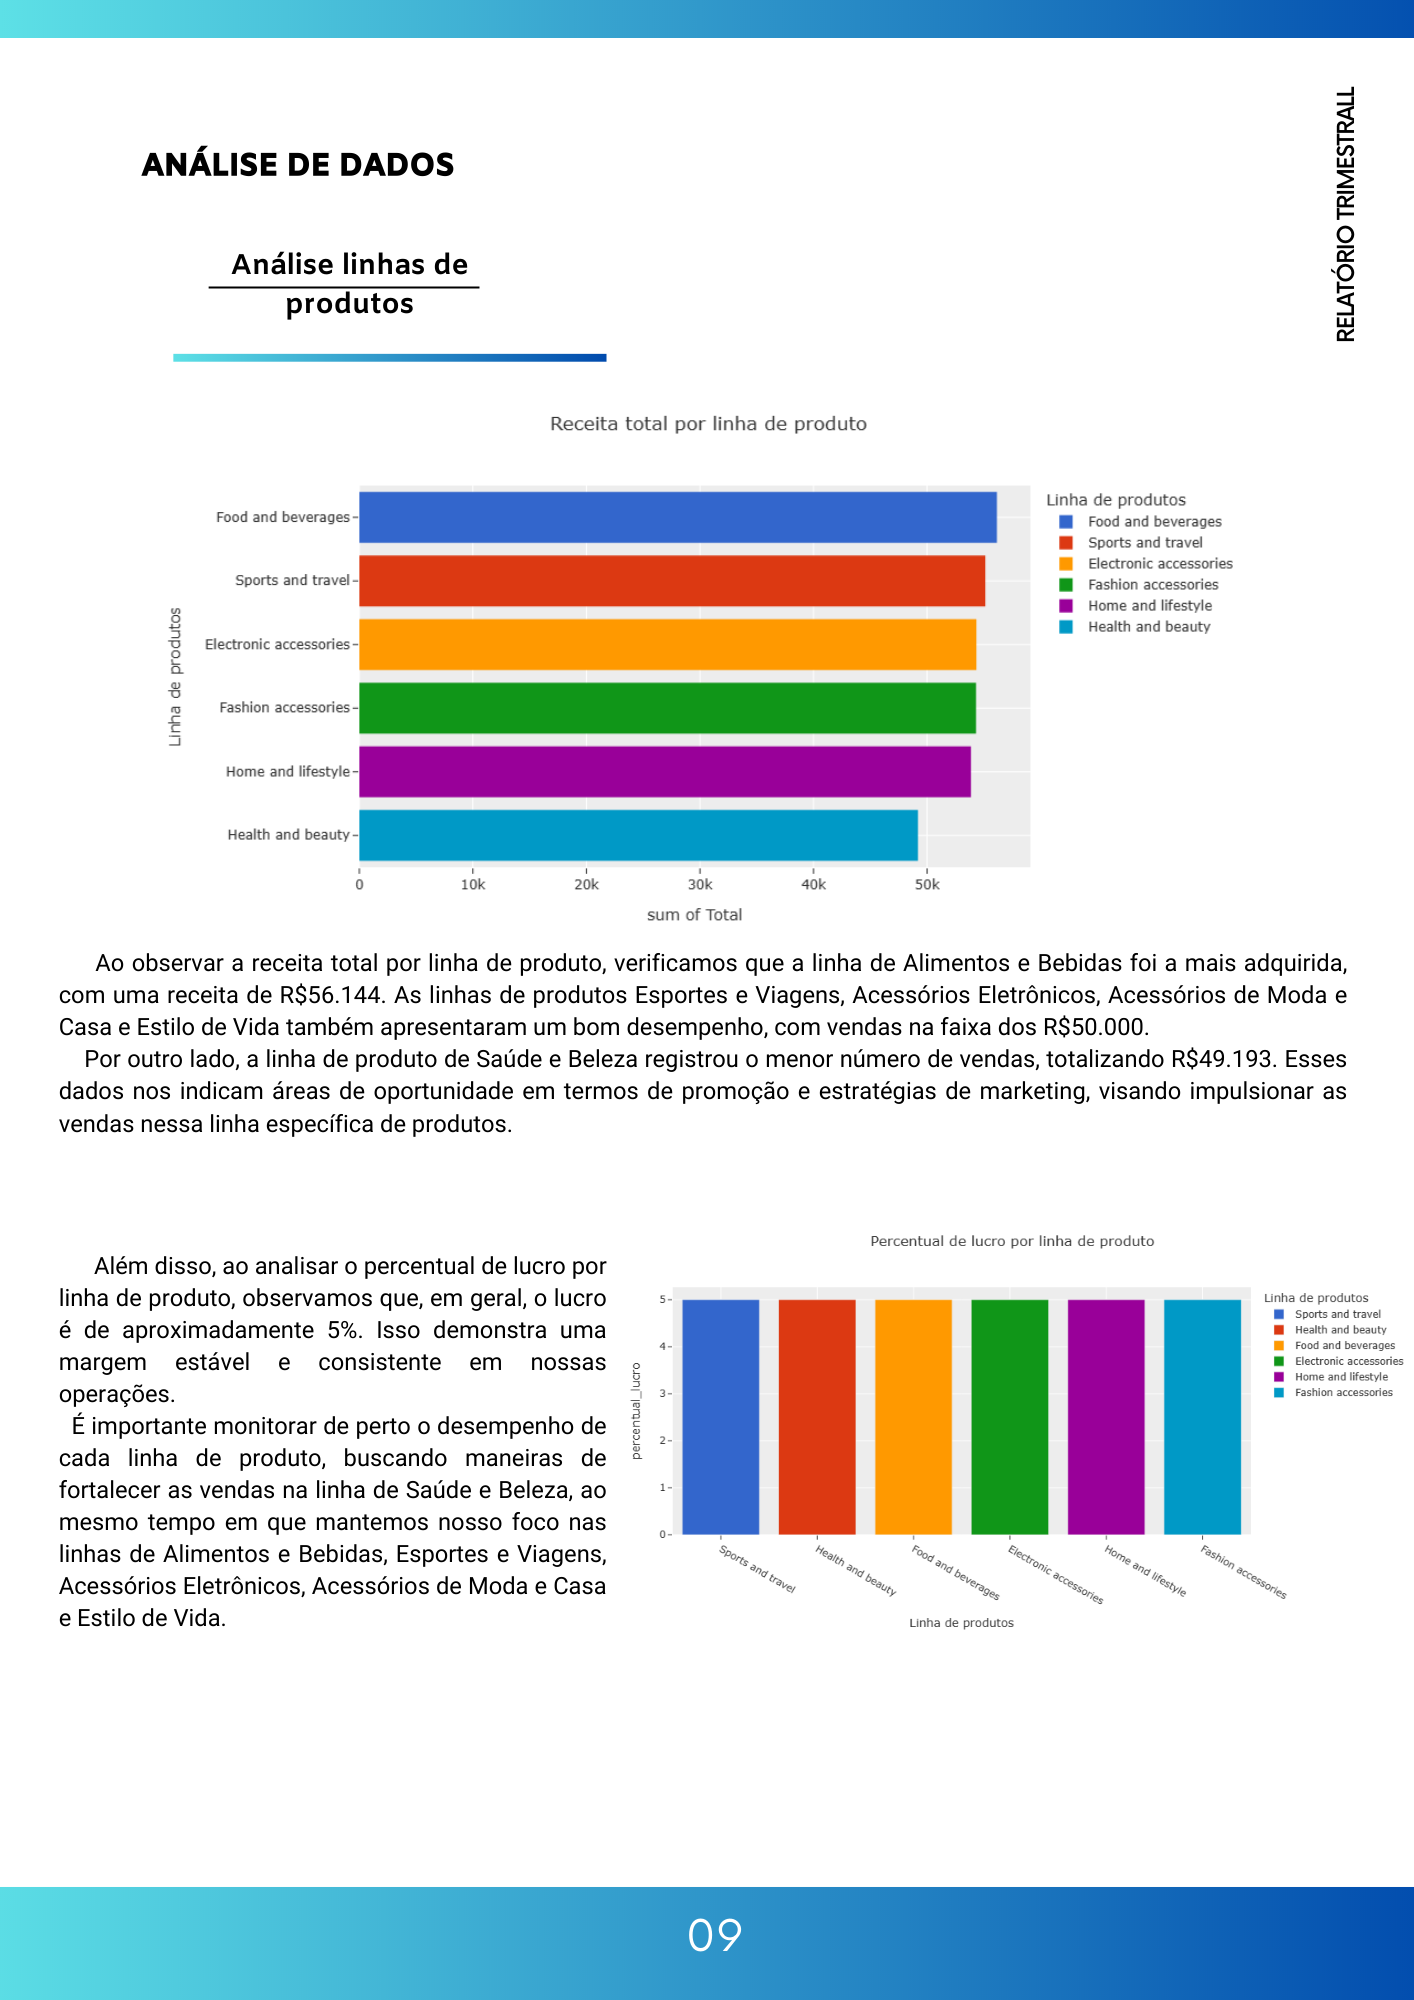 RELATÓRIO TRIMESTRALL
ANÁLISE DE DADOS
Análise linhas de
produtos
Receita total por linha de produto
Linha de produtos
Food and beverages
Sports and travel
Electronic accessories
Fashion accessories
Home and lifestyle
Health and beauty
0 10k 20k 30k 40k 50k
sum of Total
Linha de produtos
Food and beverages
Sports and travel
Electronic accessories
Fashion accessories
Home and lifestyle
Health and beauty
Ao observar a receita total por linha de produto, verificamos que a linha de Alimentos e Bebidas foi a mais adquirida,
com uma receita de R$56.144. As linhas de produtos Esportes e Viagens, Acessórios Eletrônicos, Acessórios de Moda e
Casa e Estilo de Vida também apresentaram um bom desempenho, com vendas na faixa dos R$50.000.
Por outro lado, a linha de produto de Saúde e Beleza registrou o menor número de vendas, totalizando R$49.193. Esses
dados nos indicam áreas de oportunidade em termos de promoção e estratégias de marketing, visando impulsionar as
vendas nessa linha específica de produtos.
Além disso, ao analisar o percentual de lucro por
linha de produto, observamos que, em geral, o lucro
é de aproximadamente 5%. Isso demonstra uma
margem estável e consistente em nossas
operações.
É importante monitorar de perto o desempenho de
cada linha de produto, buscando maneiras de
fortalecer as vendas na linha de Saúde e Beleza, ao
mesmo tempo em que mantemos nosso foco nas
linhas de Alimentos e Bebidas, Esportes e Viagens,
Acessórios Eletrônicos, Acessórios de Moda e Casa
e Estilo de Vida.
Percentual de lucro por linha de produto
percentual_lucro
5
4
3
2
1
0
Sports and travel
Health and beauty
Food and beverages
Electronic accessories
Home and lifestyle
Fashion accessories
Linha de produtos
Linha de produtos
Sports and travel
Health and beauty
Food and beverages
Electronic accessories
Home and lifestyle
Fashion accessories
09